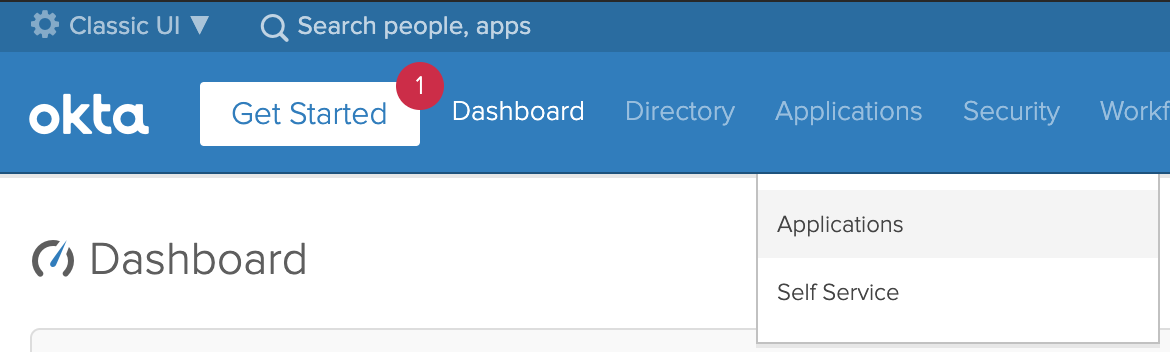 Classic UI ▼ Search people, apps
okta Get Started 1 Dashboard Directory Applications Security Workf
Applications
Dashboard
Self Service